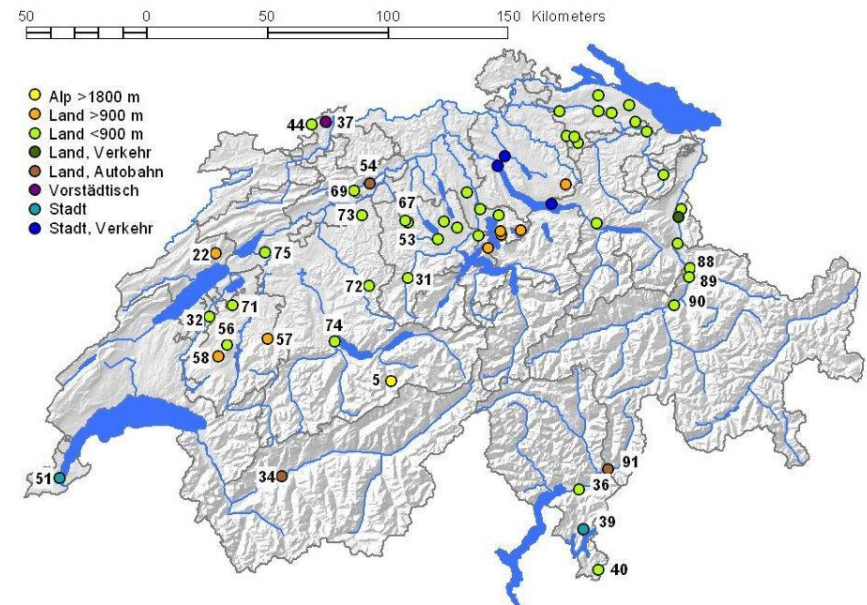 50 0 50 100 150 Kilometers
Alp >1800 m
Land >900 m
Land <900 m
Land, Verkehr
Land, Autobahn
Vorstädtisch
Stadt
Stadt, Verkehr
44 37
54
69
67
73
53
22 75
31
88
89
72
90
71
32
56
74
57
58
5
91
34
51
36
39
40